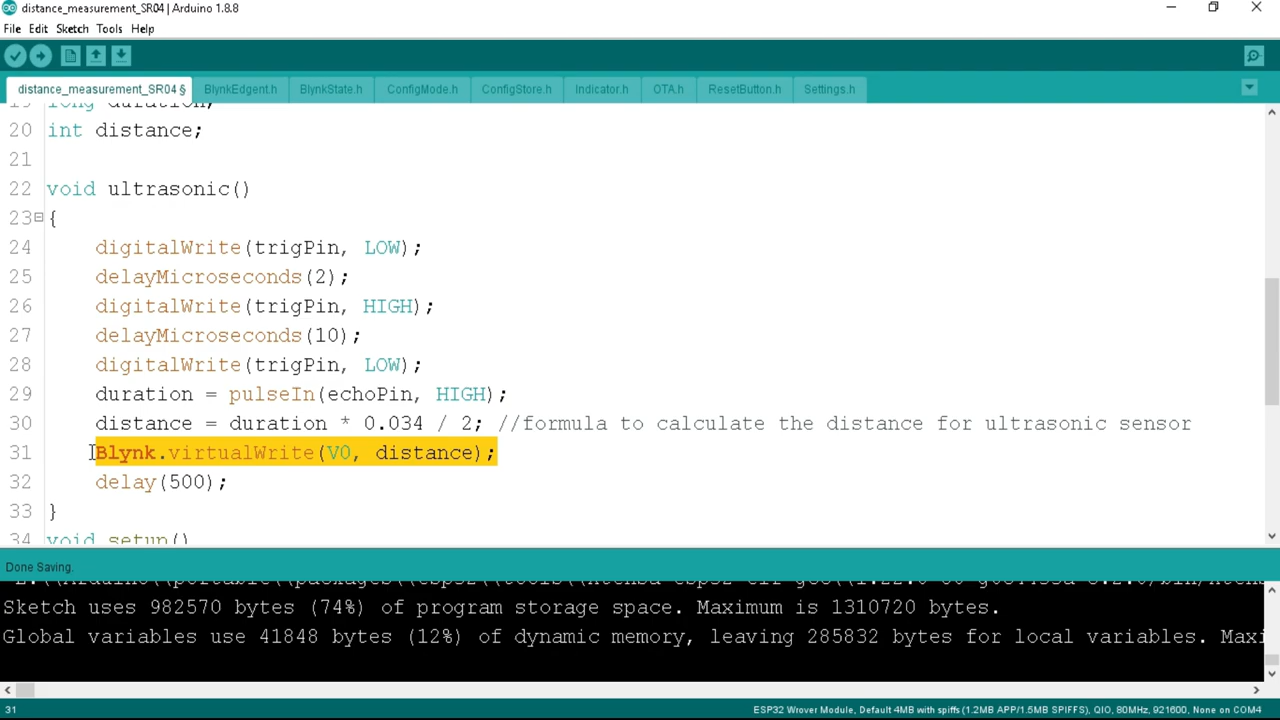 distance_measurement_SR04 | Arduino 1.8.8
File Edit Sketch Tools Help
distance_measurement_SR04 § BlynkEdgent.h BlynkState.h ConfigMode.h ConfigStore.h Indicator.h OTA.h ResetButton.h Settings.h
19 long duration;
20 int distance;
21
22 void ultrasonic()
23 {
24 digitalWrite(trigPin, LOW);
25 delayMicroseconds(2);
26 digitalWrite(trigPin, HIGH);
27 delayMicroseconds(10);
28 digitalWrite(trigPin, LOW);
29 duration = pulseIn(echoPin, HIGH);
30 distance = duration * 0.034 / 2; //formula to calculate the distance for ultrasonic sensor
31 Blynk.virtualWrite(V0, distance);
32 delay(500);
33 }
34 void setup()
Done Saving.
Sketch uses 982570 bytes (74%) of program storage space. Maximum is 1310720 bytes.
Global variables use 41848 bytes (12%) of dynamic memory, leaving 285832 bytes for local variables. Maxi
31 ESP32 Wrover Module, Default 4MB with spiffs (1.2MB APP/1.5MB SPIFFS), QIO, 80MHz, 921600, None on COM4